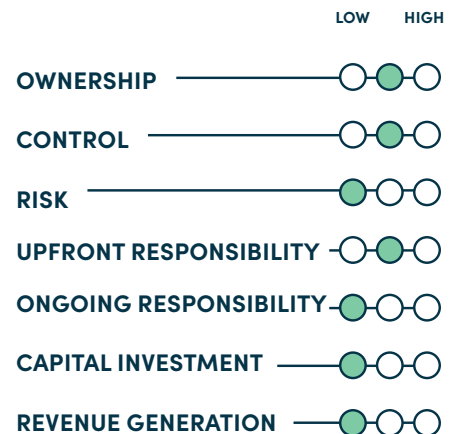 LOW HIGH
OWNERSHIP
CONTROL
RISK
UPFRONT RESPONSIBILITY
ONGOING RESPONSIBILITY
CAPITAL INVESTMENT
REVENUE GENERATION